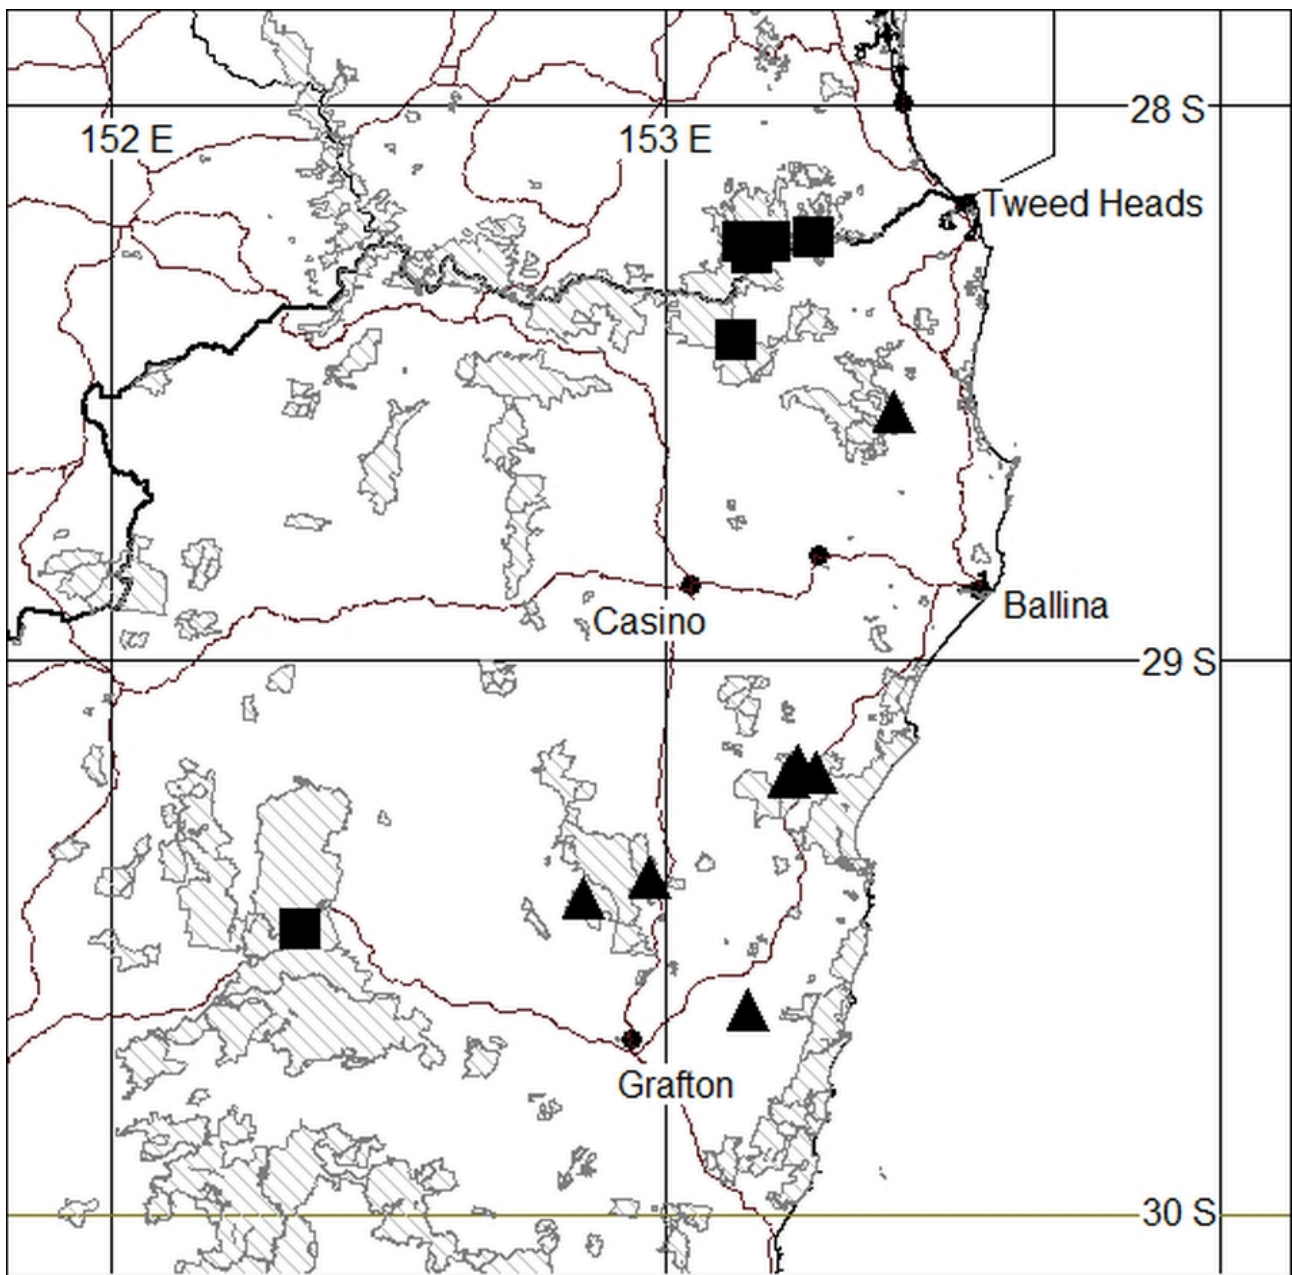 28 S
152 E
153 E
Tweed Heads
Casino
Ballina
29 S
Grafton
30 S